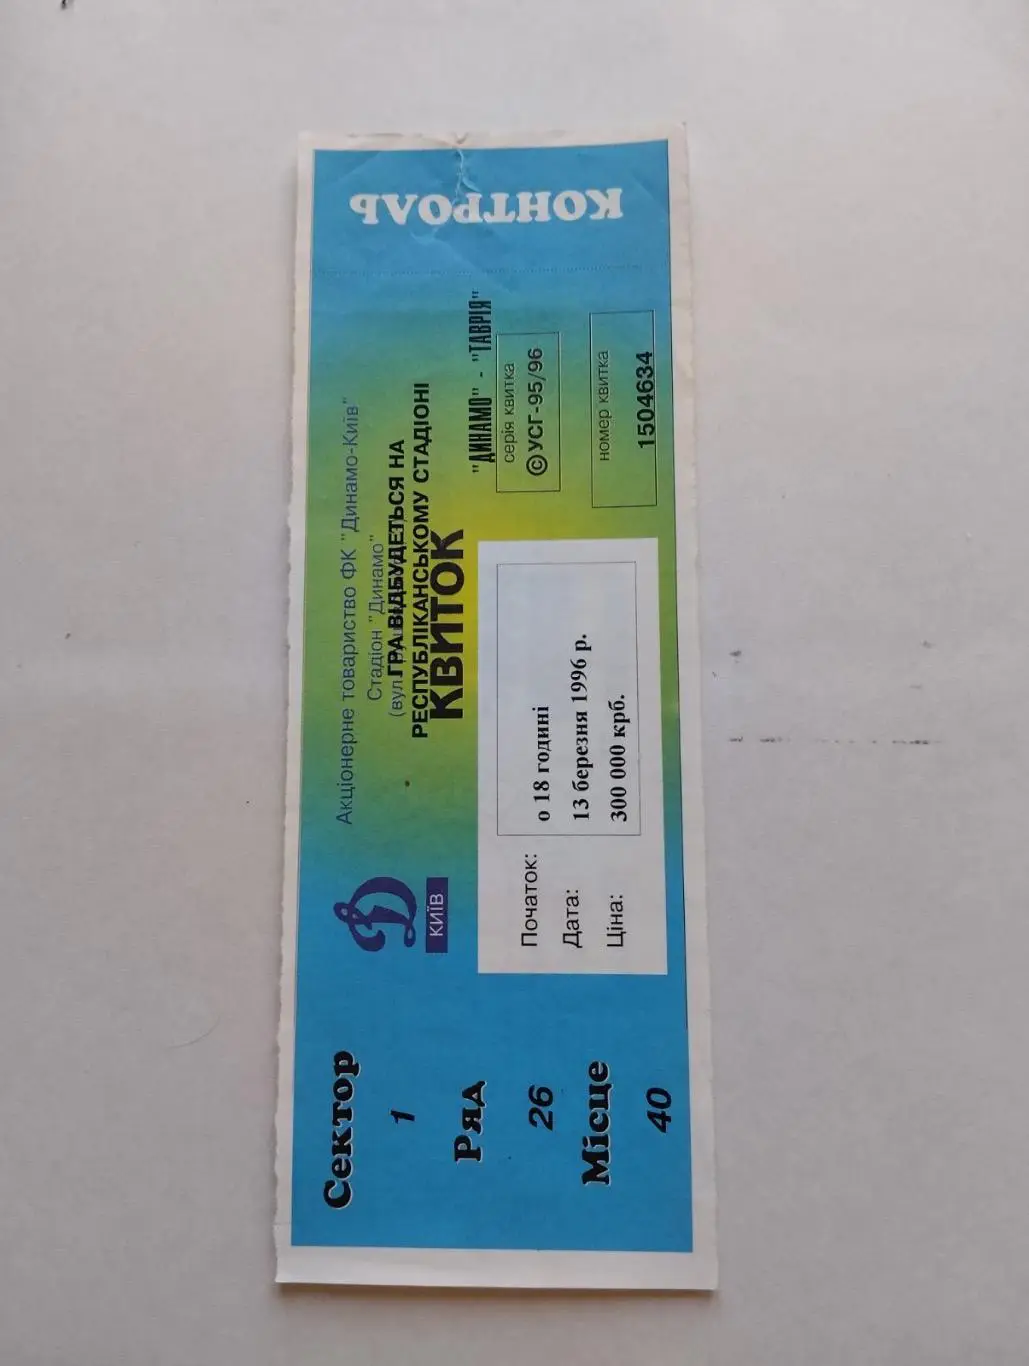 КОНТРОЛЬ
Акціонерне товариство ФК "Динамо-Київ"
Стадіон "Динамо"
(вул.
ГРА ВІДБУДЕТЬСЯ НА
РЕСПУБЛІКАНСЬКОМУ СТАДІОНІ
КВИТОК
"ДИНАМО" - "ТАВРІЯ"
серія квитка
©УСГ-95/96
номер квитка
1504634
Д
КИЇВ
Початок: о 18 годині
Дата: 13 березня 1996 р.
Ціна: 300 000 крб.
Сектор
1
Ряд
26
Місце
40